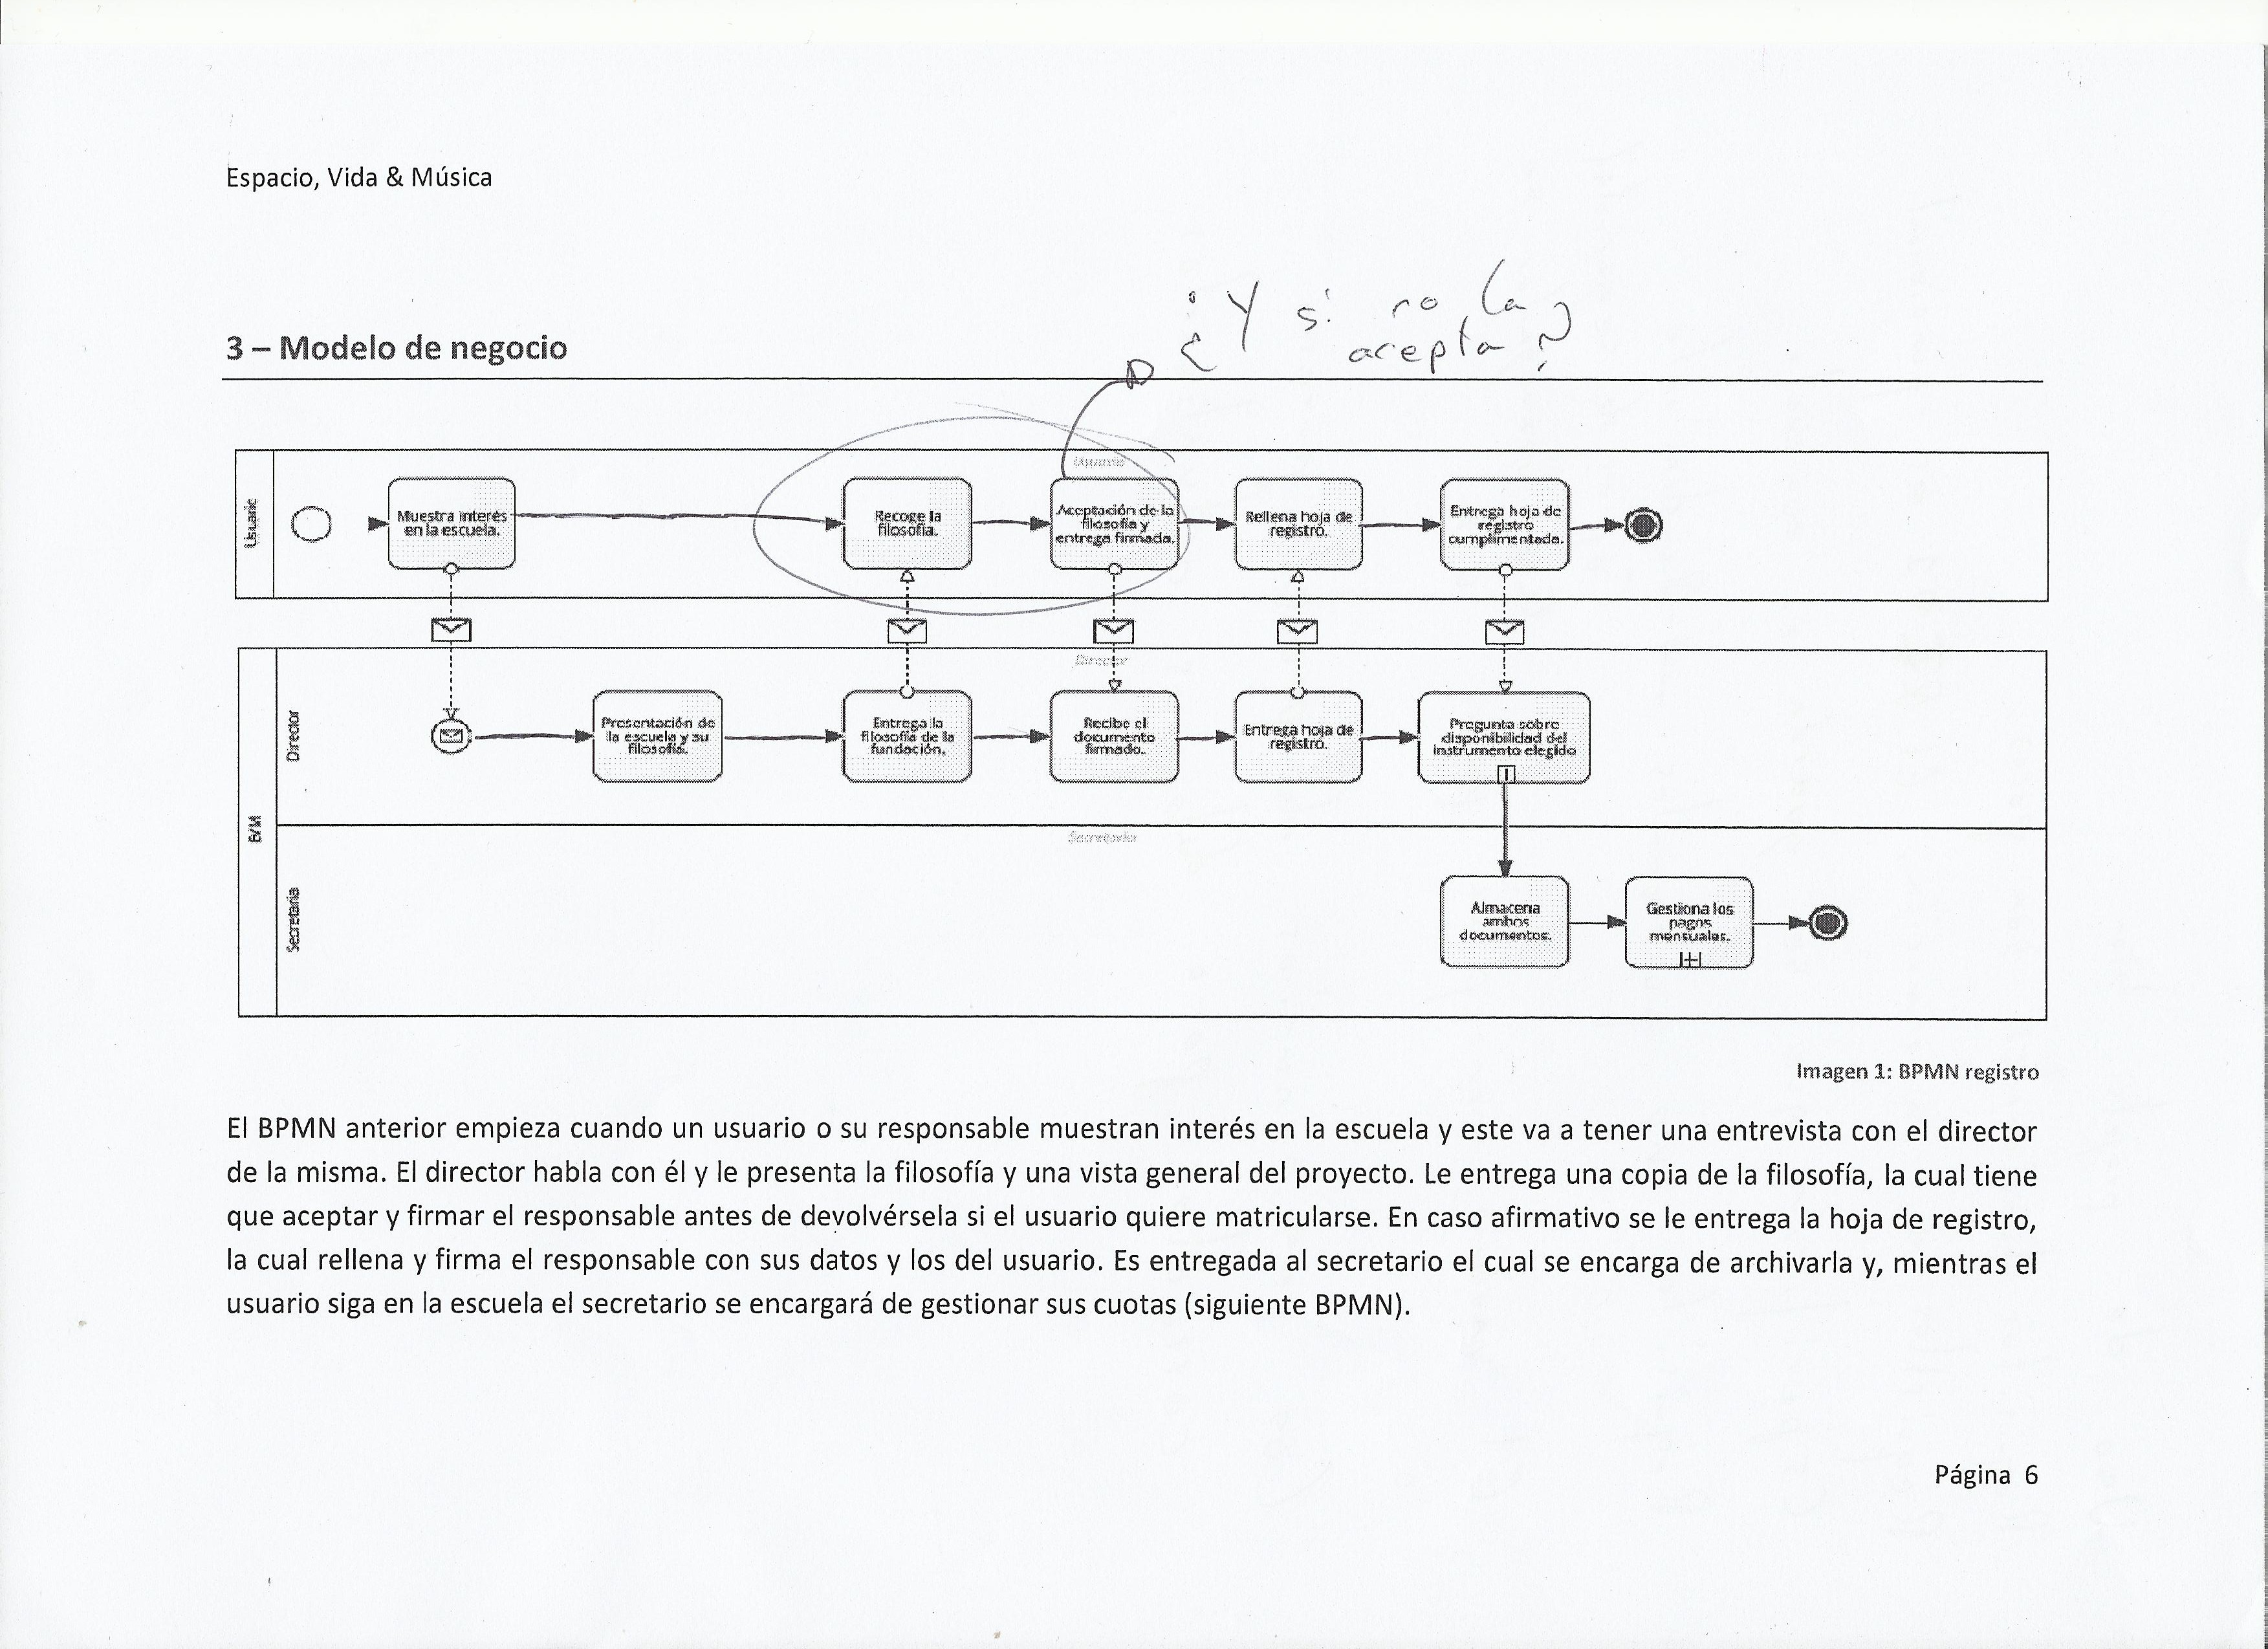 Espacio, Vida & Música
¿Y si no la
acepta?
3 – Modelo de negocio
Usuario
Usuario
Muestra interés
en la escuela.
Recoge la
filosofía.
Aceptación de la
filosofía y
entrega firmada.
Rellena hoja de
registro.
Entrega hoja de
registro
cumplimentada.
EVM
Director
Director
Presentación de
la escuela y su
filosofía.
Entrega la
filosofía de la
fundación.
Recibe el
documento
firmado.
Entrega hoja de
registro.
Pregunta sobre
disponibilidad del
instrumento elegido
Secretaria
Secretaria
Almacena
ambos
documentos.
Gestiona los
pagos
mensuales.
Imagen 1: BPMN registro
El BPMN anterior empieza cuando un usuario o su responsable muestran interés en la escuela y este va a tener una entrevista con el director
de la misma. El director habla con él y le presenta la filosofía y una vista general del proyecto. Le entrega una copia de la filosofía, la cual tiene
que aceptar y firmar el responsable antes de devolvérsela si el usuario quiere matricularse. En caso afirmativo se le entrega la hoja de registro,
la cual rellena y firma el responsable con sus datos y los del usuario. Es entregada al secretario el cual se encarga de archivarla y, mientras el
usuario siga en la escuela el secretario se encargará de gestionar sus cuotas (siguiente BPMN).
Página 6